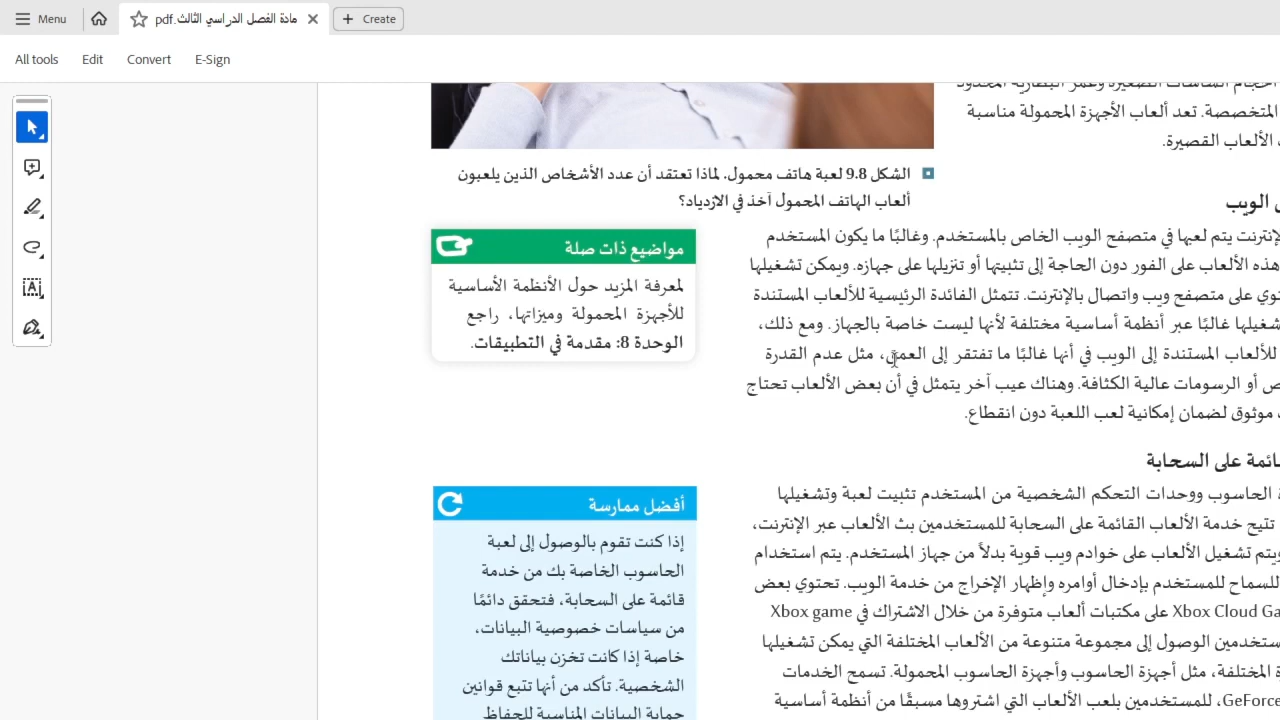 Menu
مادة الفصل الدراسي الثالث.pdf
Create
All tools Edit Convert E-Sign
المتخصصة. تعد ألعاب الأجهزة المحمولة مناسبة
الألعاب القصيرة.
الشكل 9.8 لعبة هاتف محمول. لماذا تعتقد أن عدد الأشخاص الذين يلعبون
ألعاب الهاتف المحمول آخذ في الازدياد؟
الويب
يتم لعبها في متصفح الويب الخاص بالمستخدم. وغالبًا ما يكون المستخدم
هذه الألعاب على الفور دون الحاجة إلى تثبيتها أو تنزيلها على جهازه. ويمكن تشغيلها
على متصفح ويب واتصال بالإنترنت. تتمثل الفائدة الرئيسية للألعاب المستندة
غالبًا عبر أنظمة أساسية مختلفة لأنها ليست خاصة بالجهاز. ومع ذلك،
للألعاب المستندة إلى الويب في أنها غالبًا ما تفتقر إلى العمق، مثل عدم القدرة
أو الرسومات عالية الكثافة. وهناك عيب آخر يتمثل في أن بعض الألعاب تحتاج
موثوق لضمان إمكانية لعب اللعبة دون انقطاع.
مواضيع ذات صلة
لمعرفة المزيد حول الأنظمة الأساسية
للأجهزة المحمولة وميزاتها، راجع
الوحدة 8: مقدمة في التطبيقات.
على السحابة
الحاسوب ووحدات التحكم الشخصية من المستخدم تثبيت لعبة وتشغيلها
تتيح خدمة الألعاب القائمة على السحابة للمستخدمين بث الألعاب عبر الإنترنت،
ويتم تشغيل الألعاب على خوادم ويب قوية بدلاً من جهاز المستخدم. يتم استخدام
للسماح للمستخدم بإدخال أوامره وإظهار الإخراج من خدمة الويب. تحتوي بعض
Xbox Cloud Ga على مكتبات ألعاب متوفرة من خلال الاشتراك في Xbox game
الوصول إلى مجموعة متنوعة من الألعاب المختلفة التي يمكن تشغيلها
المختلفة، مثل أجهزة الحاسوب وأجهزة الحاسوب المحمولة. تسمح الخدمات
GeForce، للمستخدمين بلعب الألعاب التي اشتروها مسبقًا من أنظمة أساسية
أفضل ممارسة
إذا كنت تقوم بالوصول إلى لعبة
الحاسوب الخاصة بك من خدمة
قائمة على السحابة، فتحقق دائمًا
من سياسات خصوصية البيانات،
خاصة إذا كانت تخزن بياناتك
الشخصية. تأكد من أنها تتبع قوانين
حماية البيانات المناسبة للحفاظ